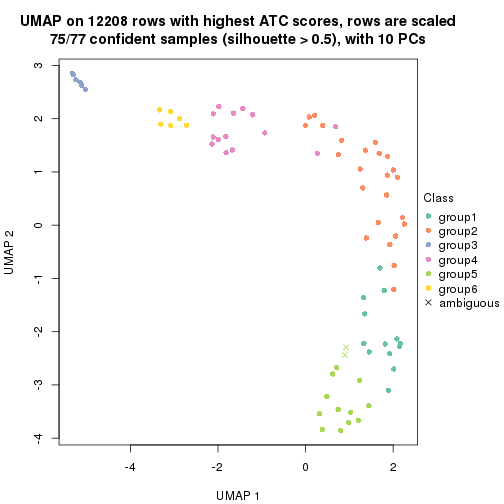 UMAP on 12208 rows with highest ATC scores, rows are scaled
75/77 confident samples (silhouette > 0.5), with 10 PCs
3
2
1
0
-1
-2
-3
-4
UMAP 2
-4
-2
0
2
UMAP 1
Class
group1
group2
group3
group4
group5
group6
ambiguous